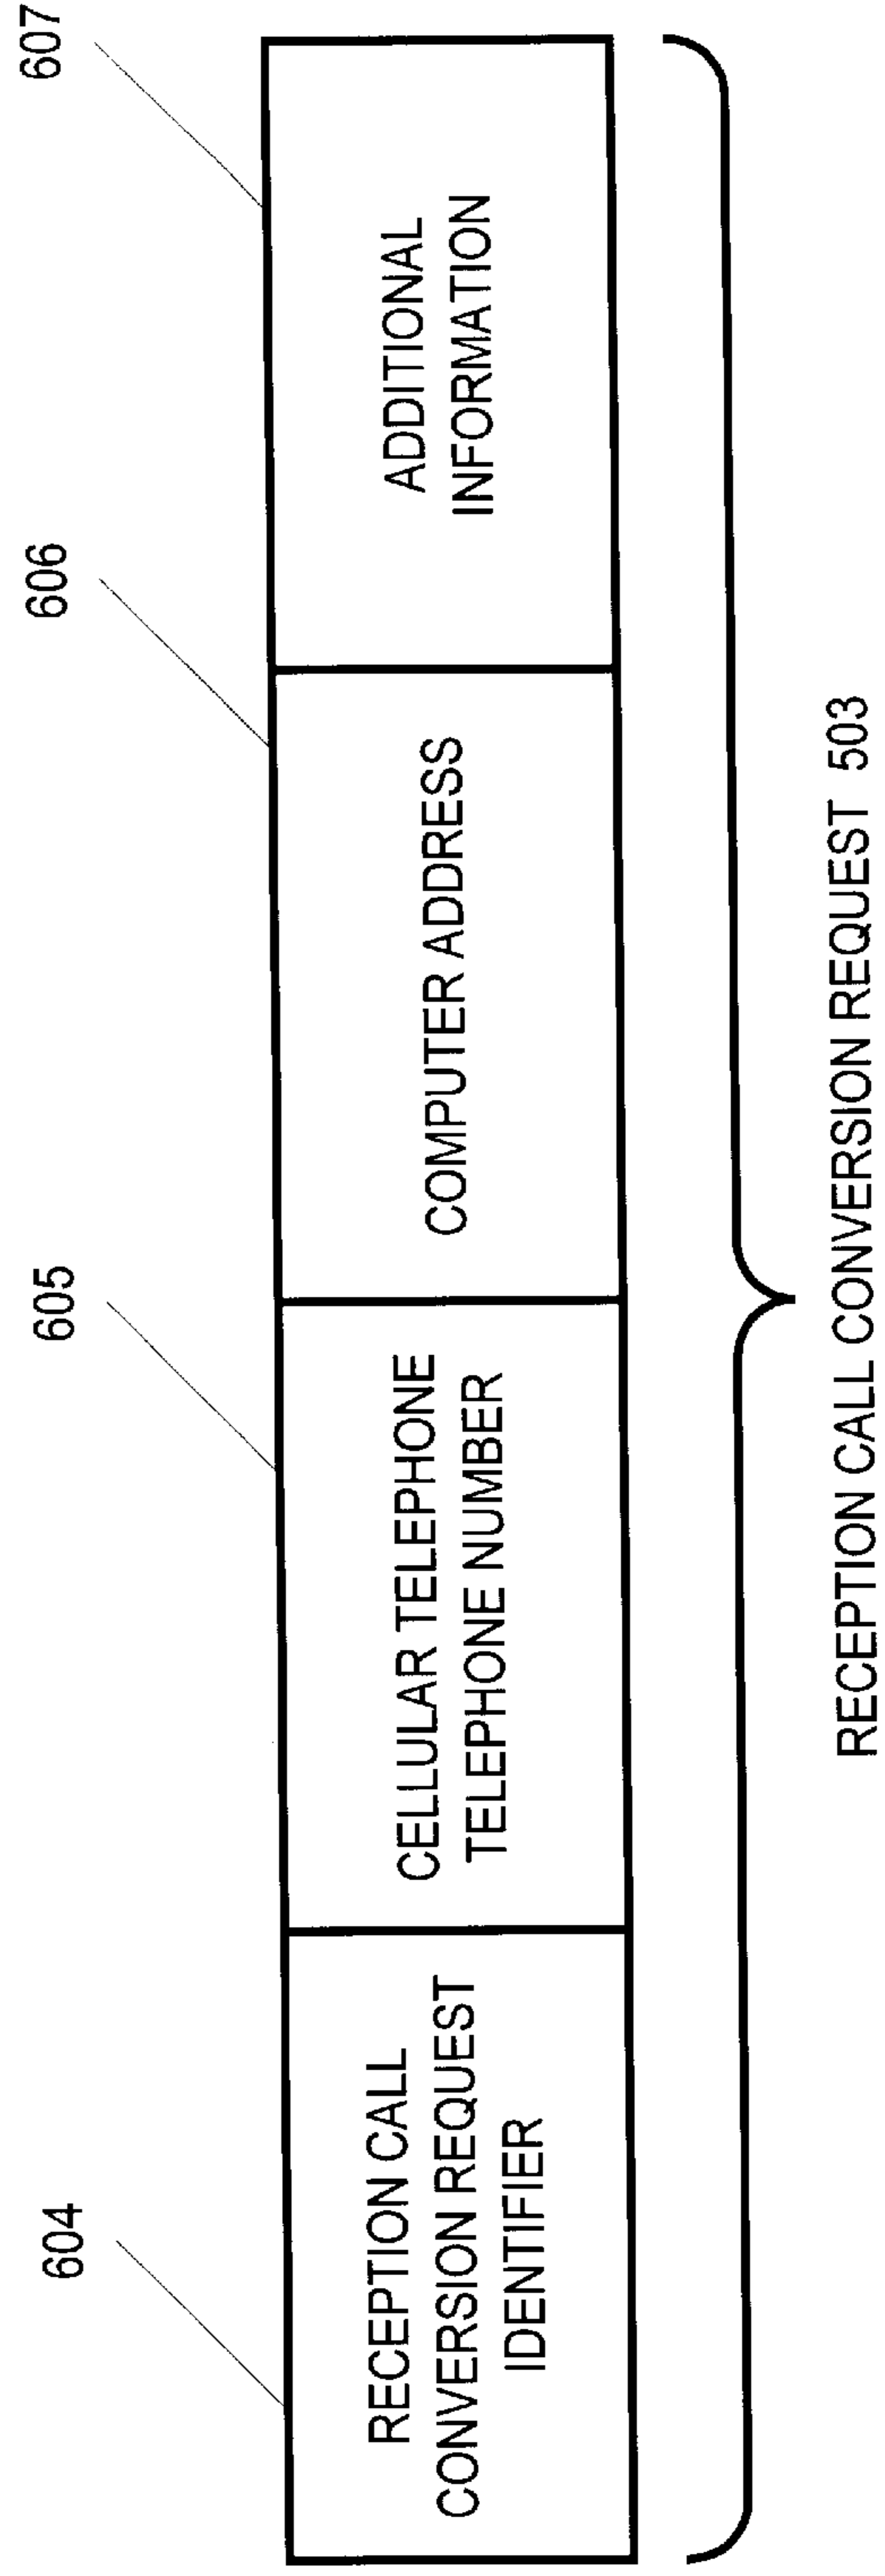 604
605
606
607
RECEPTION CALL
CONVERSION REQUEST
IDENTIFIER
CELLULAR TELEPHONE
TELEPHONE NUMBER
COMPUTER ADDRESS
ADDITIONAL
INFORMATION
RECEPTION CALL CONVERSION REQUEST 503